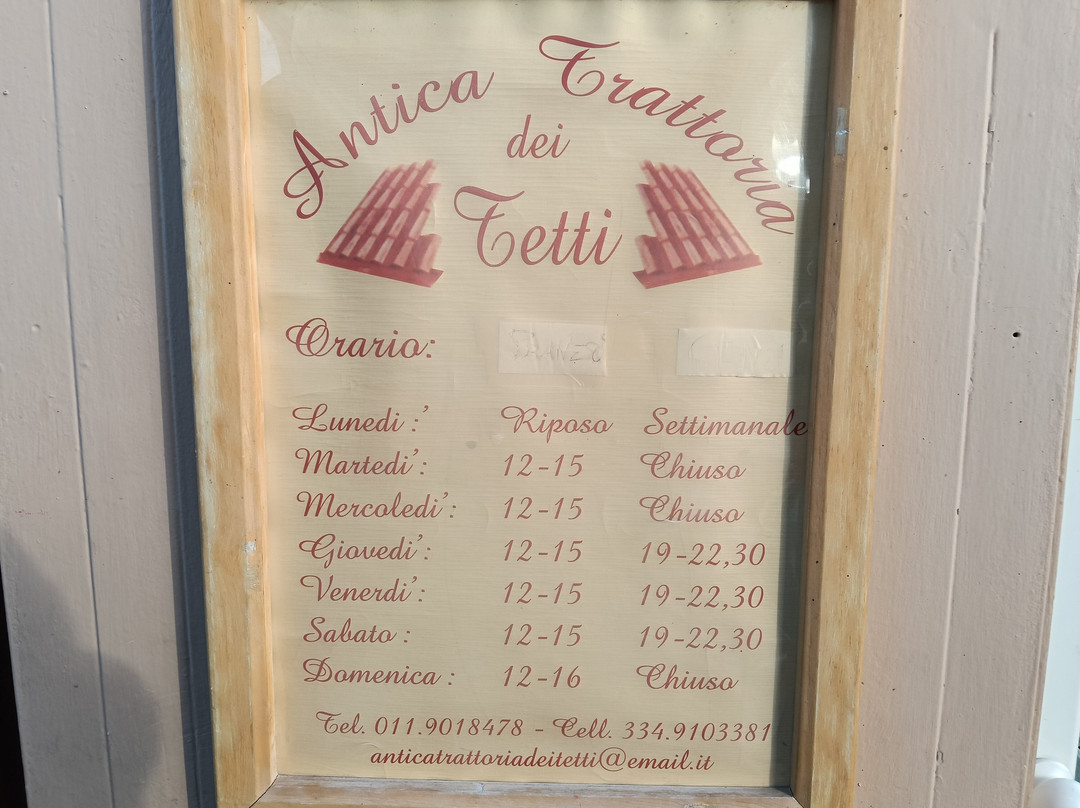 Antica Trattoria
dei
Tetti
Orario:
Lunedi :’ Riposo Settimanale
Martedi’: 12-15 Chiuso
Mercoledi’: 12-15 Chiuso
Giovedi’: 12-15 19-22,30
Venerdi’: 12-15 19-22,30
Sabato : 12-15 19-22,30
Domenica : 12-16 Chiuso
Tel. 011.9018478 - Cell. 334.9103381
anticatrattoriadeitetti@email.it